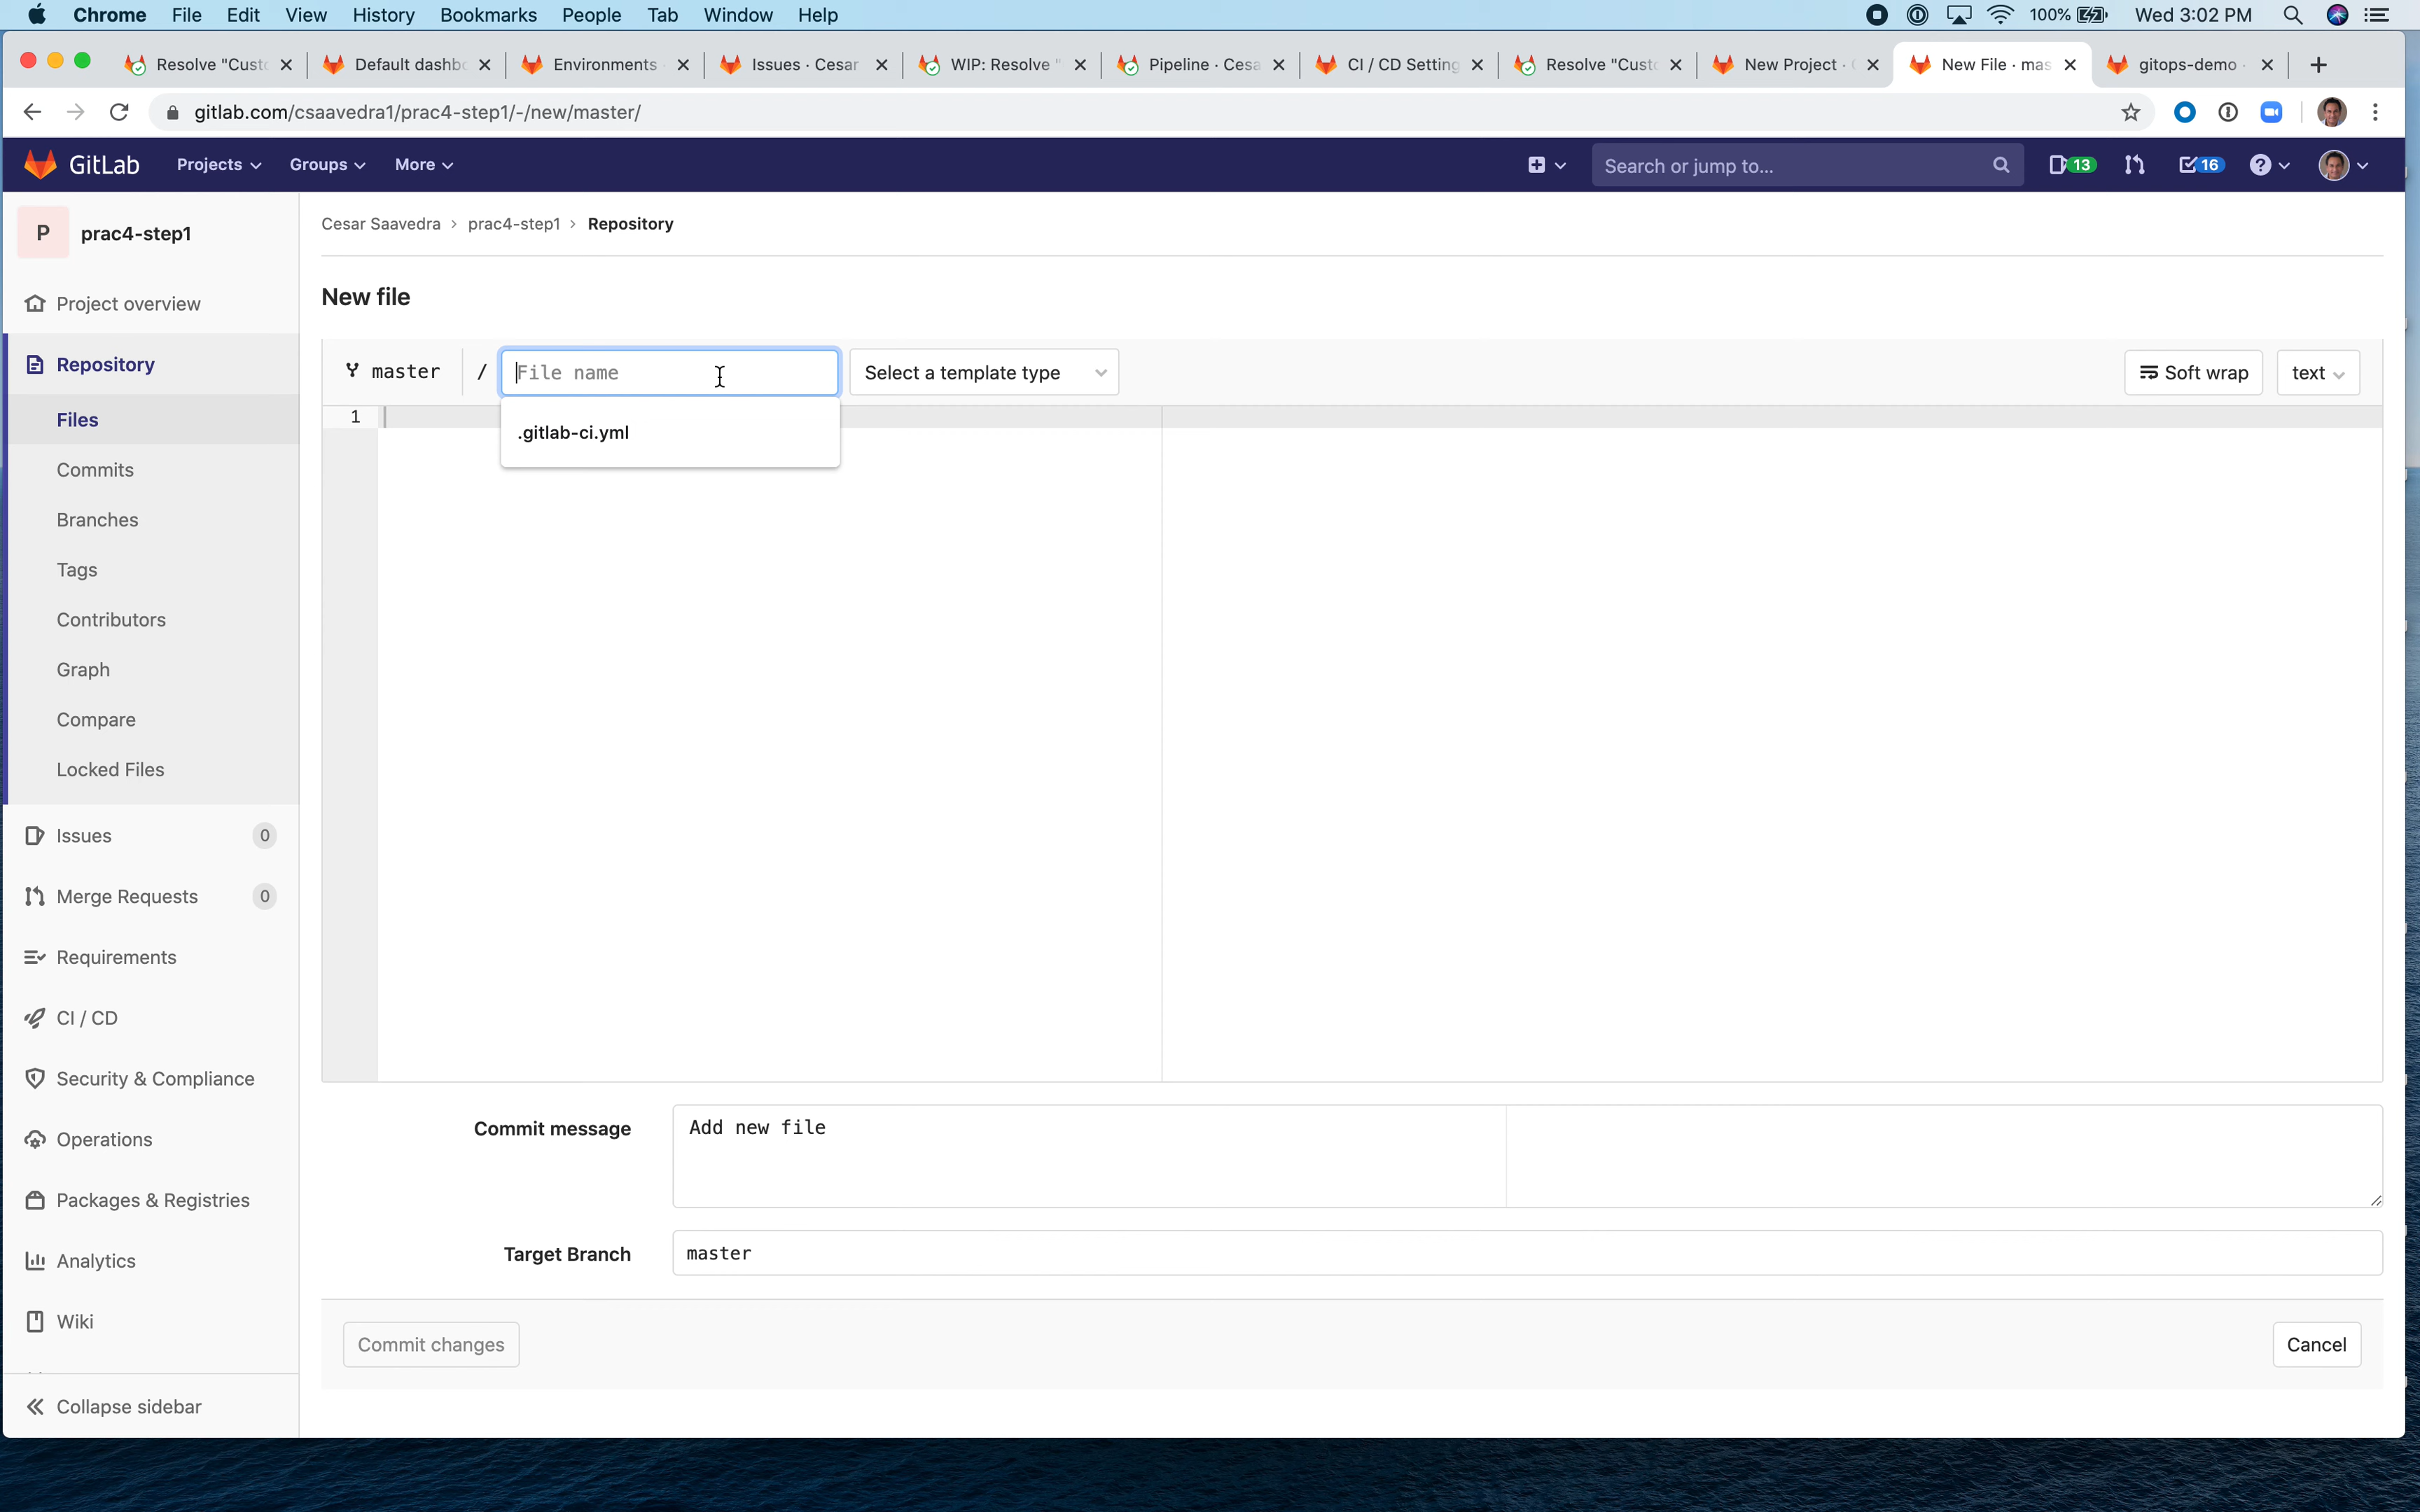 Chrome File Edit View History Bookmarks People Tab Window Help 100% Wed 3:02 PM
Resolve "Custo Default dashbo Environments · Issues · Cesar WIP: Resolve " Pipeline · Cesa CI / CD Setting Resolve "Custo New Project · New File · mas gitops-demo ·
gitlab.com/csaavedra1/prac4-step1/-/new/master/
GitLab Projects Groups More Search or jump to... 13 16
P prac4-step1
Cesar Saavedra › prac4-step1 › Repository
Project overview
Repository
Files
Commits
Branches
Tags
Contributors
Graph
Compare
Locked Files
Issues 0
Merge Requests 0
Requirements
CI / CD
Security & Compliance
Operations
Packages & Registries
Analytics
Wiki
Collapse sidebar
New file
master / File name Select a template type Soft wrap text
1
.gitlab-ci.yml
Commit message Add new file
Target Branch master
Commit changes Cancel